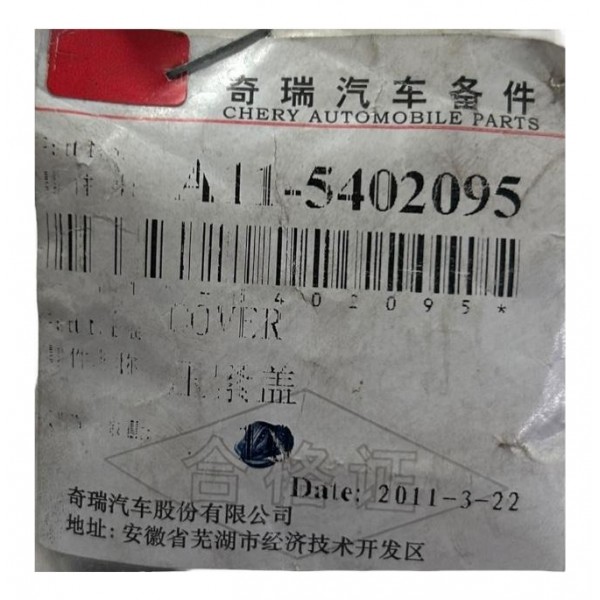 奇瑞汽车备件
CHERY AUTOMOBILE PARTS
A11-5402095
5402095*
COVER
盖
合格证
Date: 2011-3-22
奇瑞汽车股份有限公司
地址: 安徽省芜湖市经济技术开发区